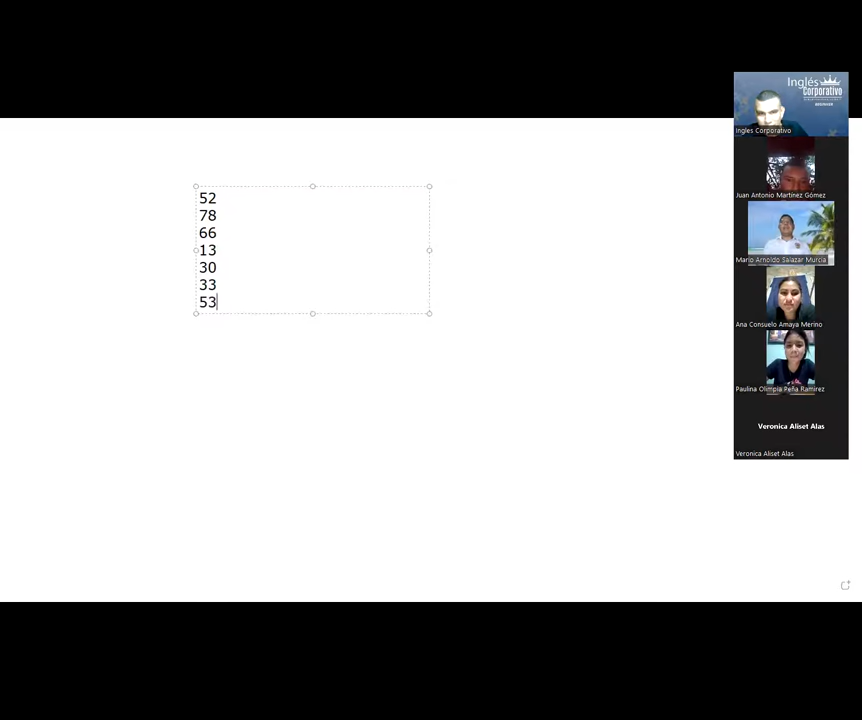 52
78
66
13
30
33
53
Inglés
Corporativo
Ingles Corporativo
Juan Antonio Martínez Gómez
Mario Arnoldo Salazar Murcia
Ana Consuelo Amaya Merino
Paulina Olimpia Peña Ramirez
Veronica Aliset Alas
Veronica Aliset Alas